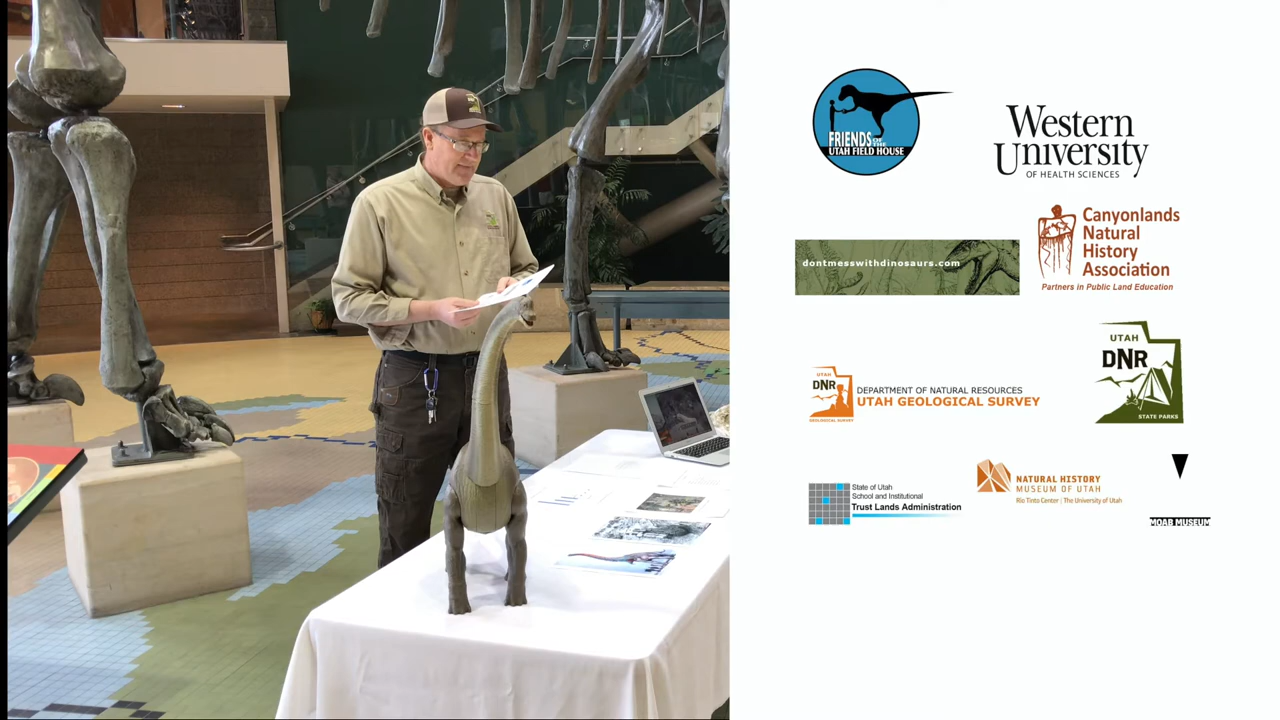 FRIENDS OF THE
UTAH FIELD HOUSE
Western
University
OF HEALTH SCIENCES
dontmesswithdinosaurs.com
Canyonlands
Natural
History
Association
Partners in Public Land Education
UTAH
DNR
GEOLOGICAL SURVEY
DEPARTMENT OF NATURAL RESOURCES
UTAH GEOLOGICAL SURVEY
UTAH
DNR
STATE PARKS
State of Utah
School and Institutional
Trust Lands Administration
NATURAL HISTORY
MUSEUM OF UTAH
Rio Tinto Center | The University of Utah
MOAB MUSEUM